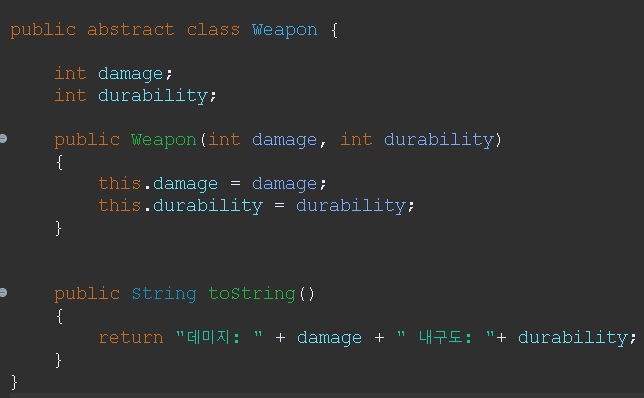 public abstract class Weapon {
int damage;
int durability;
public Weapon(int damage, int durability)
{
this.damage = damage;
this.durability = durability;
}
public String toString()
{
return "데미지: " + damage + " 내구도: "+ durability;
}
}